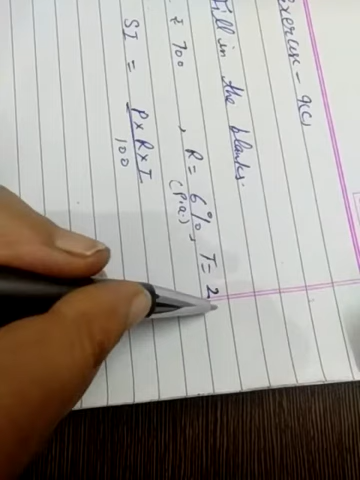 Exercise - 9(C)
Fill in the blanks.
₹ 700 , R = 6%, T = 2
(P.a.)
SI = P x R x T
100